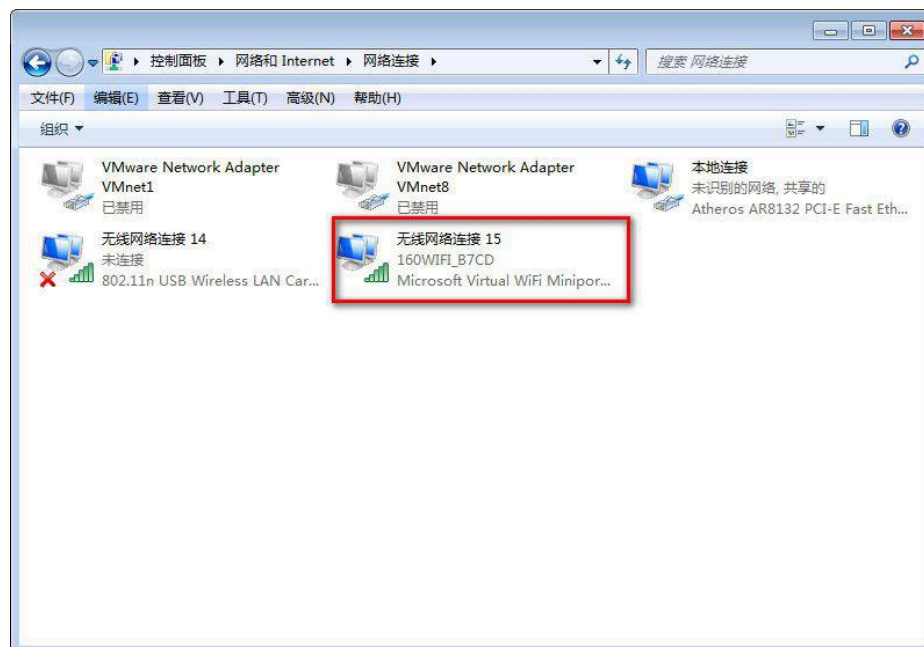 控制面板 ▸ 网络和 Internet ▸ 网络连接 ▸
搜索 网络连接
文件(F) 编辑(E) 查看(V) 工具(T) 高级(N) 帮助(H)
组织
VMware Network Adapter
VMnet1
已禁用
VMware Network Adapter
VMnet8
已禁用
本地连接
未识别的网络, 共享的
Atheros AR8132 PCI-E Fast Eth...
无线网络连接 14
未连接
802.11n USB Wireless LAN Car...
无线网络连接 15
160WIFI_B7CD
Microsoft Virtual WiFi Minipor...